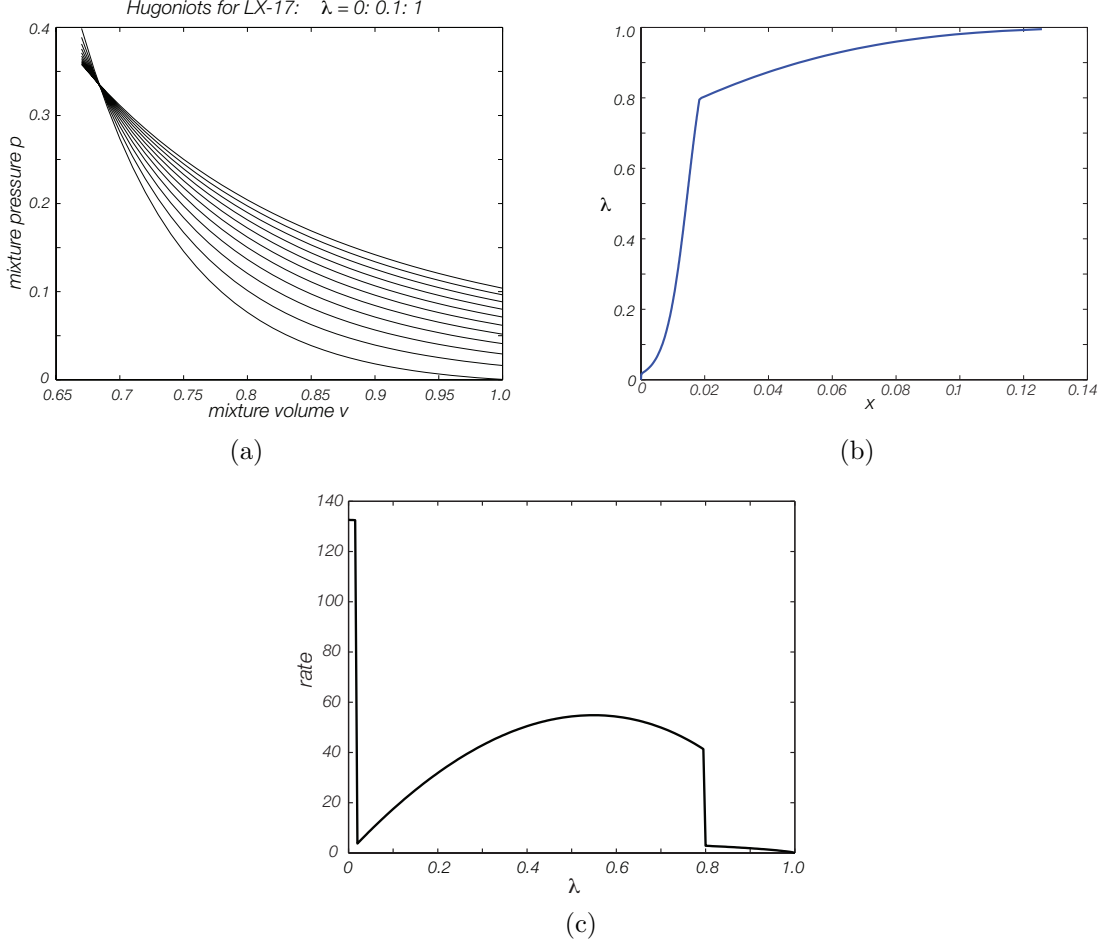 Hugoniots for LX-17: λ = 0: 0.1: 1
0.4
0.3
0.2
0.1
0
mixture pressure p
0.65 0.7 0.75 0.8 0.85 0.9 0.95 1.0
mixture volume v
(a)
1.0
0.8
0.6
0.4
0.2
0
λ
0 0.02 0.04 0.06 0.08 0.1 0.12 0.14
x
(b)
140
120
100
80
60
40
20
0
rate
0 0.2 0.4 0.6 0.8 1.0
λ
(c)